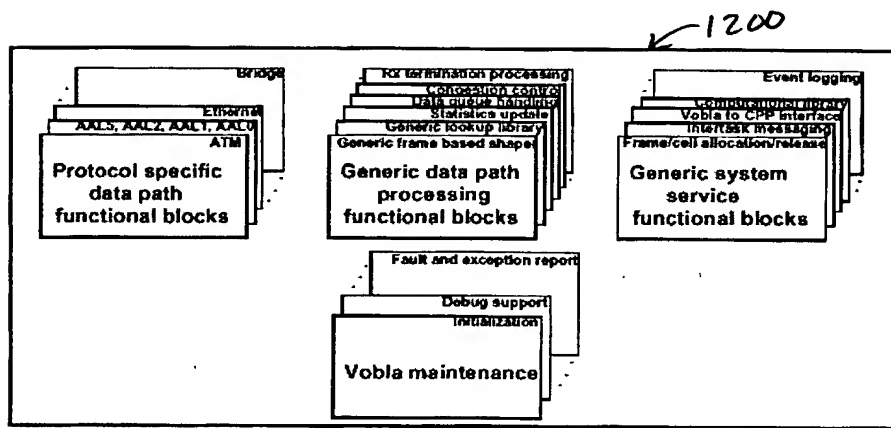 1200
Bridge
Ethernet
AAL5, AAL2, AAL1, AAL0
ATM
Protocol specific
data path
functional blocks
Rx termination processing
Congestion control
Data queue handling
Statistics update
Generic lookup library
Generic frame based shaper
Generic data path
processing
functional blocks
Event logging
Computational library
Vobla to CPP Interface
Intertask messaging
Frame/cell allocation/release
Generic system
service
functional blocks
Fault and exception report
Debug support
Initialization
Vobla maintenance